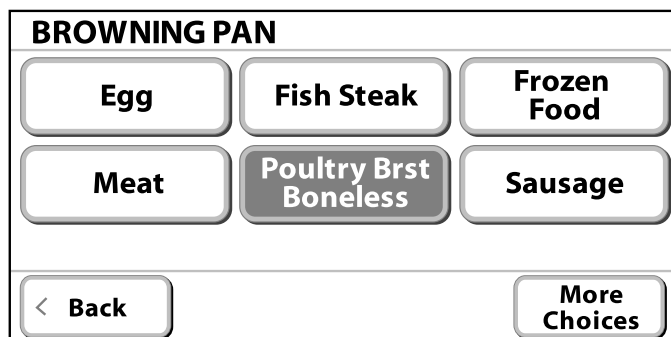 BROWNING PAN
Egg
Fish Steak
Frozen
Food
Meat
Poultry Brst
Boneless
Sausage
Back
More
Choices